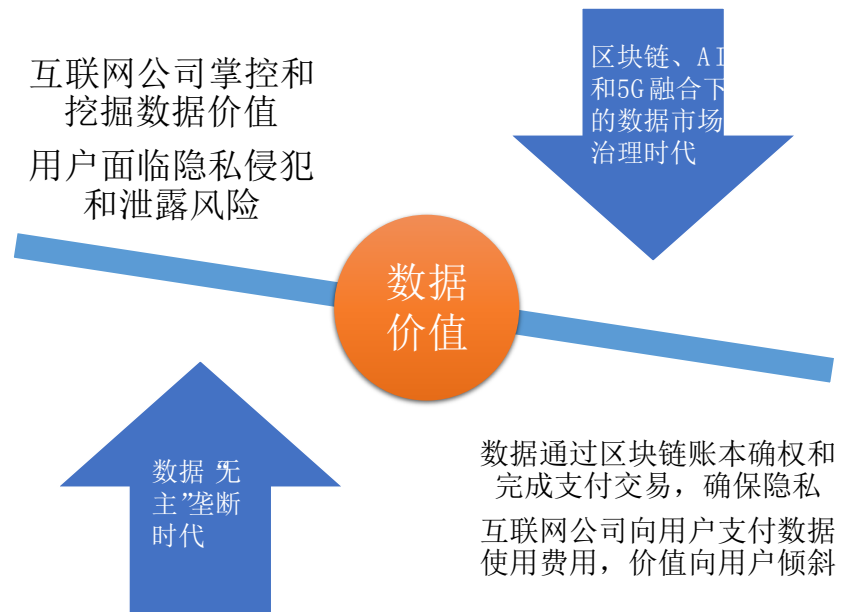 互联网公司掌控和
挖掘数据价值
用户面临隐私侵犯
和泄露风险
区块链、AI
和5G融合下
的数据市场
治理时代
数据
价值
数据“无
主”垄断
时代
数据通过区块链账本确权和
完成支付交易，确保隐私
互联网公司向用户支付数据
使用费用，价值向用户倾斜